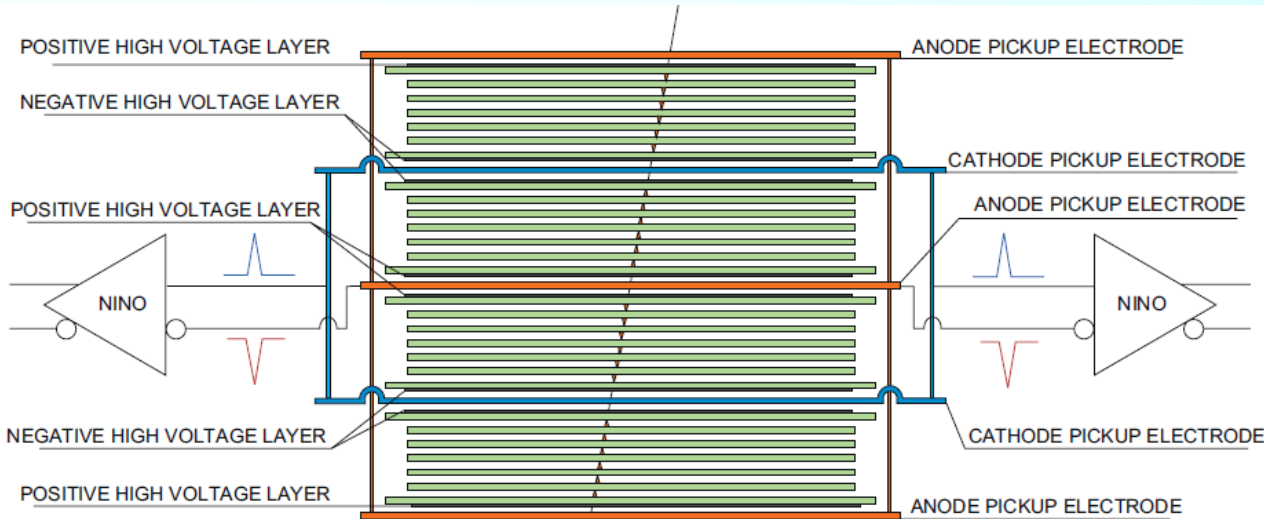 POSITIVE HIGH VOLTAGE LAYER
ANODE PICKUP ELECTRODE
NEGATIVE HIGH VOLTAGE LAYER
CATHODE PICKUP ELECTRODE
POSITIVE HIGH VOLTAGE LAYER
ANODE PICKUP ELECTRODE
NINO
NINO
NEGATIVE HIGH VOLTAGE LAYER
CATHODE PICKUP ELECTRODE
POSITIVE HIGH VOLTAGE LAYER
ANODE PICKUP ELECTRODE